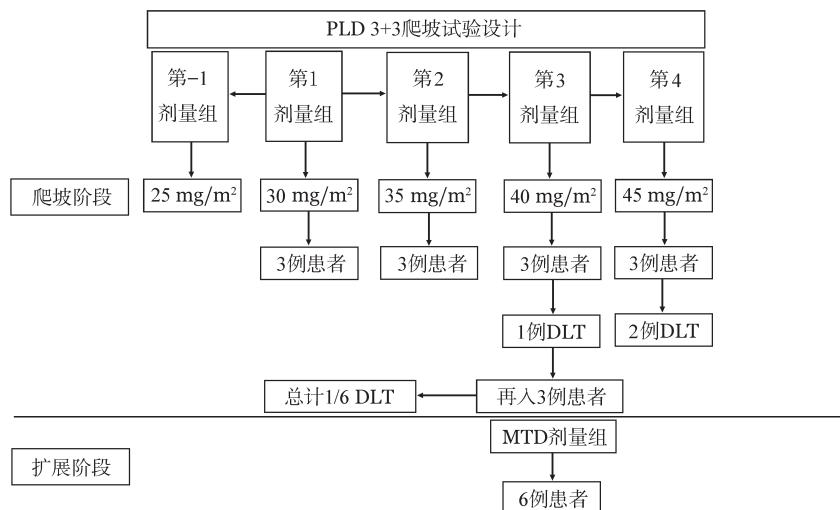 PLD 3+3爬坡试验设计
第-1 第1 第2 第3 第4
剂量组 剂量组 剂量组 剂量组 剂量组
爬坡阶段 25 mg/m² 30 mg/m² 35 mg/m² 40 mg/m² 45 mg/m²
3例患者 3例患者 3例患者 3例患者
1例DLT 2例DLT
总计1/6 DLT 再入3例患者
MTD剂量组
扩展阶段
6例患者